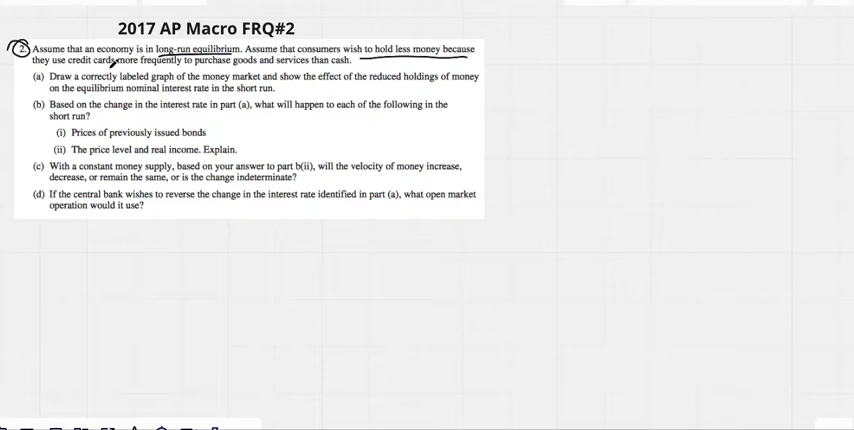 2017 AP Macro FRQ#2
2. Assume that an economy is in long-run equilibrium. Assume that consumers wish to hold less money because
they use credit cards more frequently to purchase goods and services than cash.
(a) Draw a correctly labeled graph of the money market and show the effect of the reduced holdings of money
on the equilibrium nominal interest rate in the short run.
(b) Based on the change in the interest rate in part (a), what will happen to each of the following in the
short run?
(i) Prices of previously issued bonds
(ii) The price level and real income. Explain.
(c) With a constant money supply, based on your answer to part b(ii), will the velocity of money increase,
decrease, or remain the same, or is the change indeterminate?
(d) If the central bank wishes to reverse the change in the interest rate identified in part (a), what open market
operation would it use?